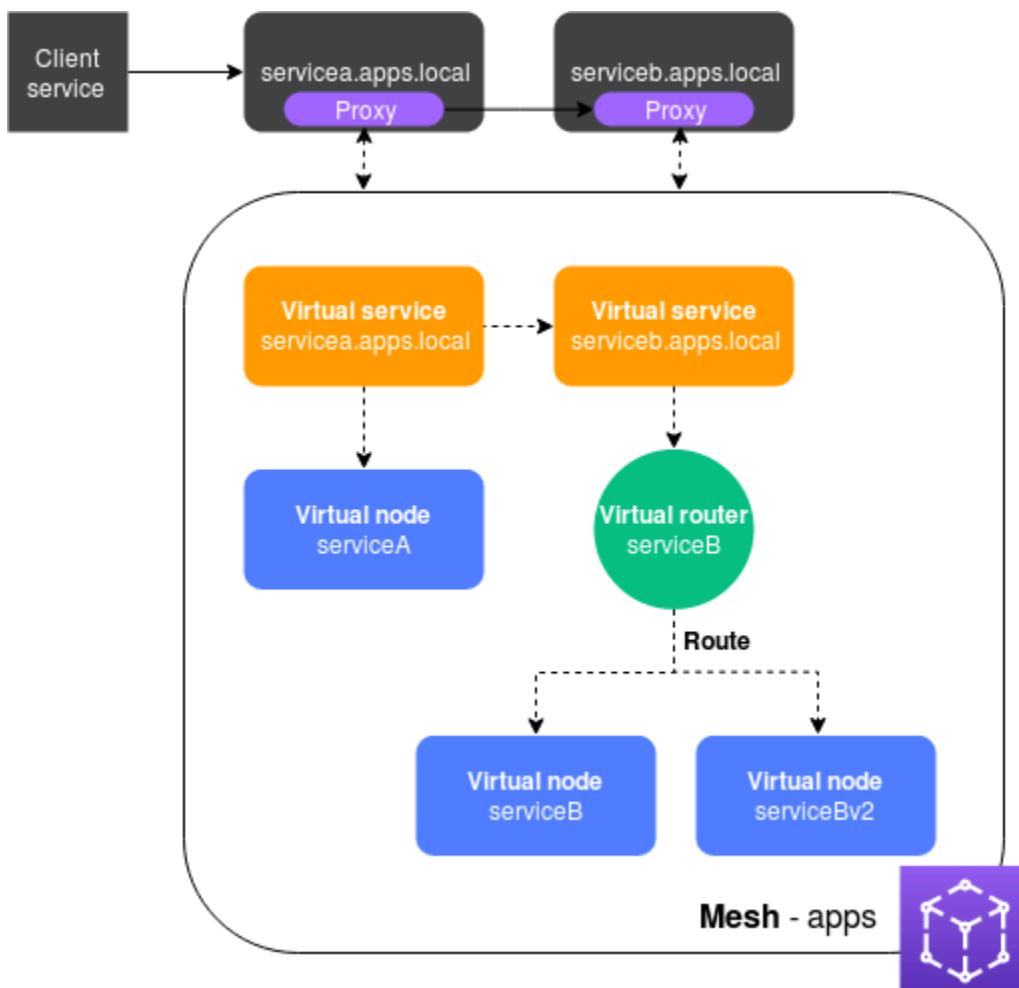 Client
service
servicea.apps.local
Proxy
serviceb.apps.local
Proxy
Virtual service
servicea.apps.local
Virtual service
serviceb.apps.local
Virtual node
serviceA
Virtual router
serviceB
Route
Virtual node
serviceB
Virtual node
serviceBv2
Mesh - apps